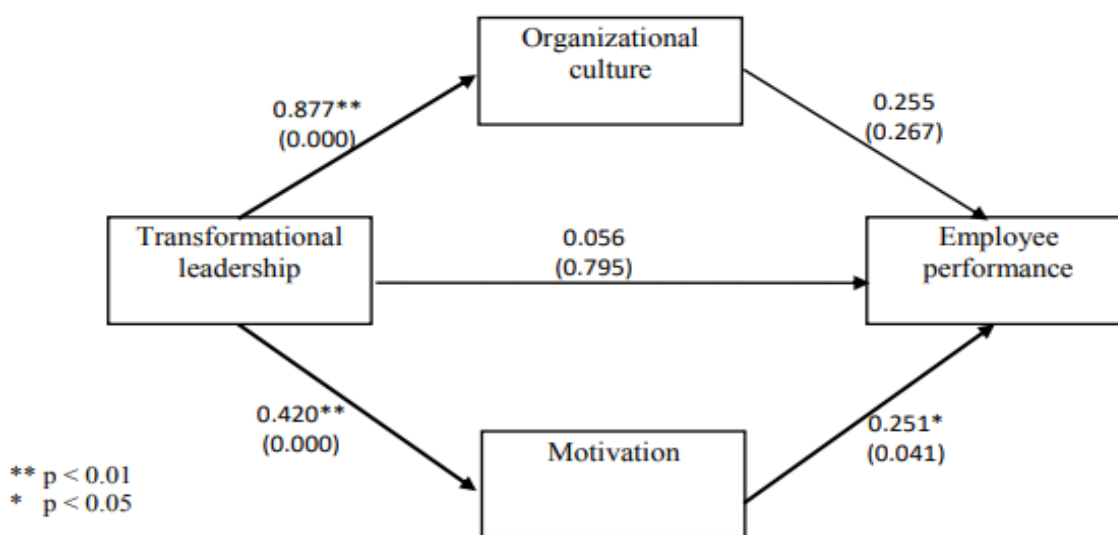 Organizational
culture
0.877**
(0.000)
0.255
(0.267)
Transformational
leadership
0.056
(0.795)
Employee
performance
0.420**
(0.000)
Motivation
0.251*
(0.041)
** p < 0.01
* p < 0.05